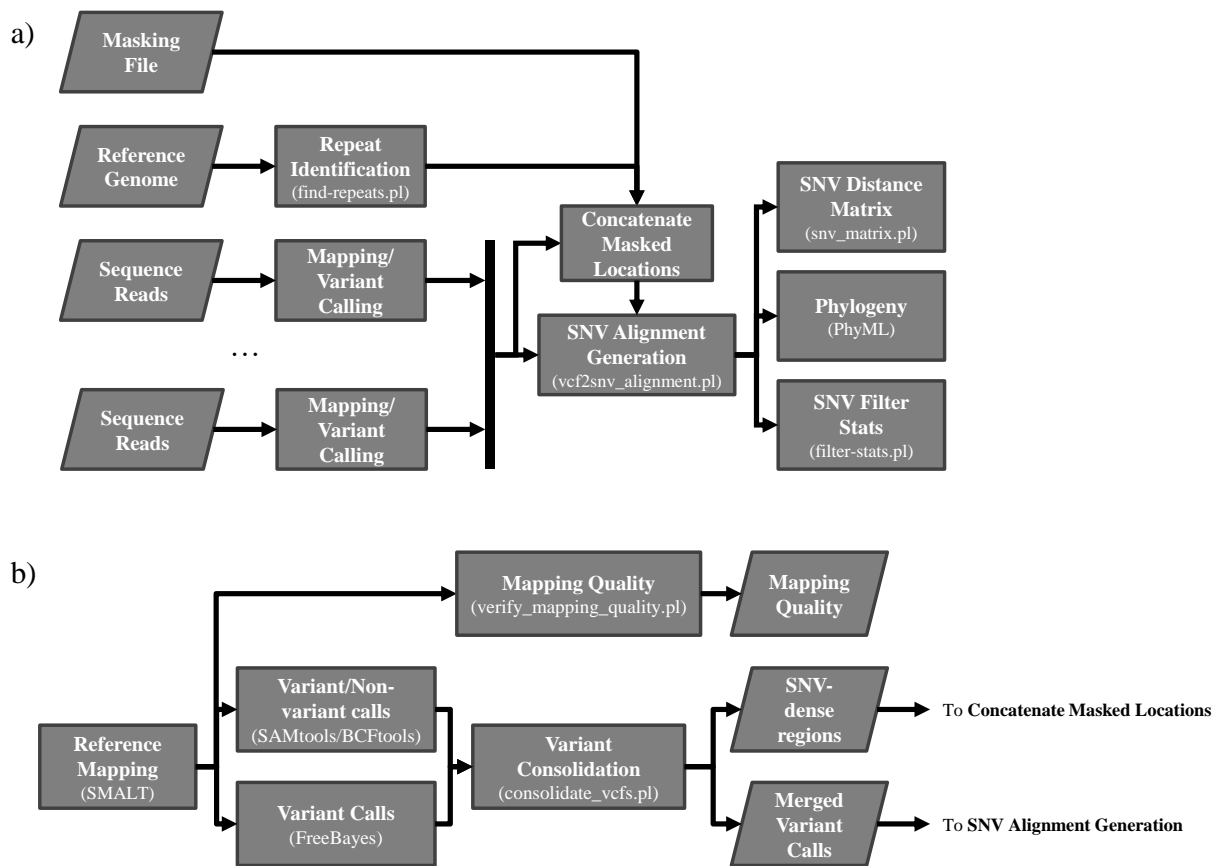 a)
Masking
File
Reference
Genome
Repeat
Identification
(find-repeats.pl)
Sequence
Reads
Mapping/
Variant
Calling
...
Sequence
Reads
Mapping/
Variant
Calling
Concatenate
Masked
Locations
SNV Alignment
Generation
(vcf2snv_alignment.pl)
SNV Distance
Matrix
(snv_matrix.pl)
Phylogeny
(PhyML)
SNV Filter
Stats
(filter-stats.pl)
b)
Mapping Quality
(verify_mapping_quality.pl)
Mapping
Quality
Reference
Mapping
(SMALT)
Variant/Non-
variant calls
(SAMtools/BCFtools)
Variant Calls
(FreeBayes)
Variant
Consolidation
(consolidate_vcfs.pl)
SNV-
dense
regions
To Concatenate Masked Locations
Merged
Variant
Calls
To SNV Alignment Generation